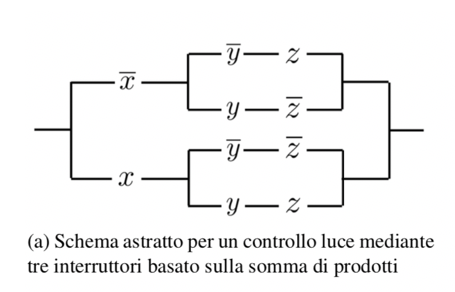 y̅ z
x̅
y z̅
y̅ z̅
x
y z
(a) Schema astratto per un controllo luce mediante
tre interruttori basato sulla somma di prodotti